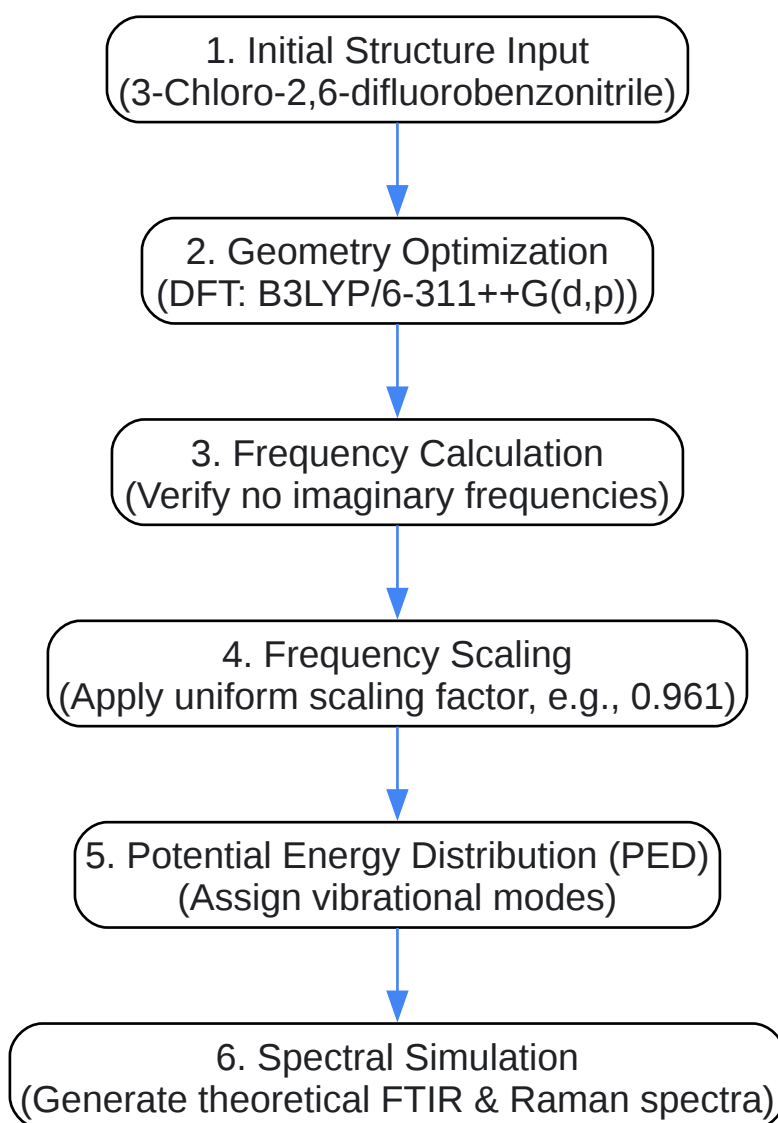 1. Initial Structure Input
(3-Chloro-2,6-difluorobenzonitrile)
2. Geometry Optimization
(DFT: B3LYP/6-311++G(d,p))
3. Frequency Calculation
(Verify no imaginary frequencies)
4. Frequency Scaling
(Apply uniform scaling factor, e.g., 0.961)
5. Potential Energy Distribution (PED)
(Assign vibrational modes)
6. Spectral Simulation
(Generate theoretical FTIR & Raman spectra)